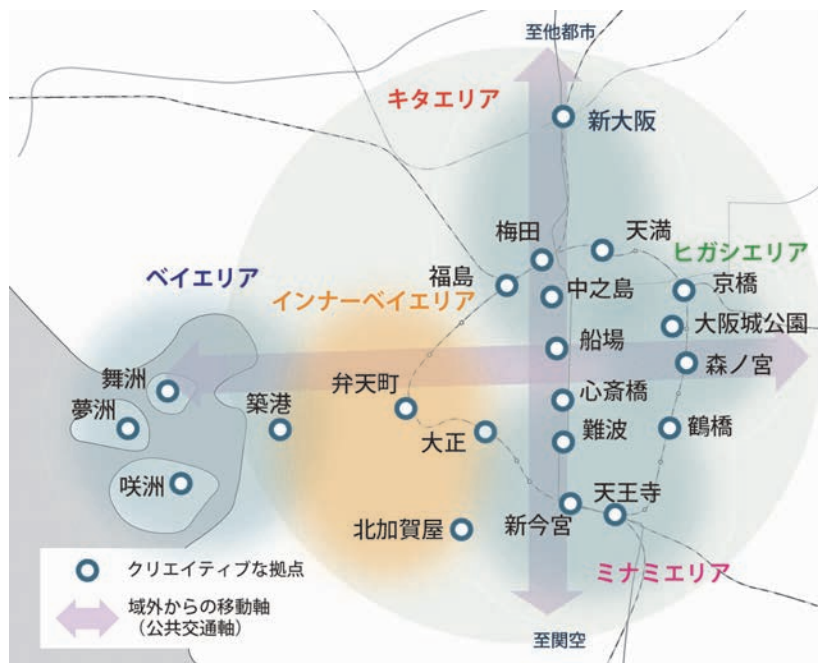 至他都市
キタエリア
新大阪
梅田
天満
ヒガシエリア
ベイエリア
福島
中之島
京橋
インナーベイエリア
大阪城公園
船場
森ノ宮
舞洲
弁天町
築港
心斎橋
夢洲
大正
難波
鶴橋
咲洲
天王寺
新今宮
北加賀屋
ミナミエリア
クリエイティブな拠点
域外からの移動軸
(公共交通軸)
至関空